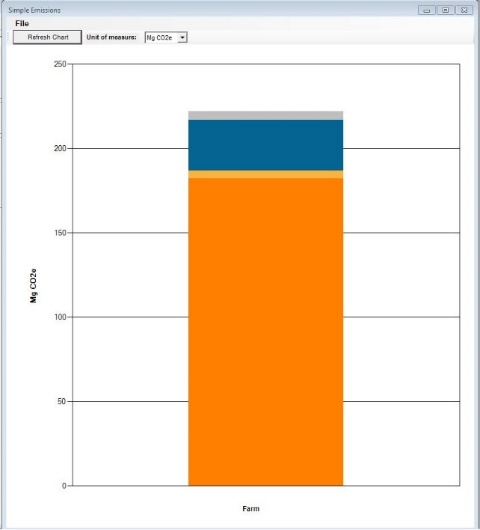 Simple Emissions
File
Refresh Chart Unit of measure: Mg CO2e
250
200
150
100
50
0
Mg CO2e
Farm